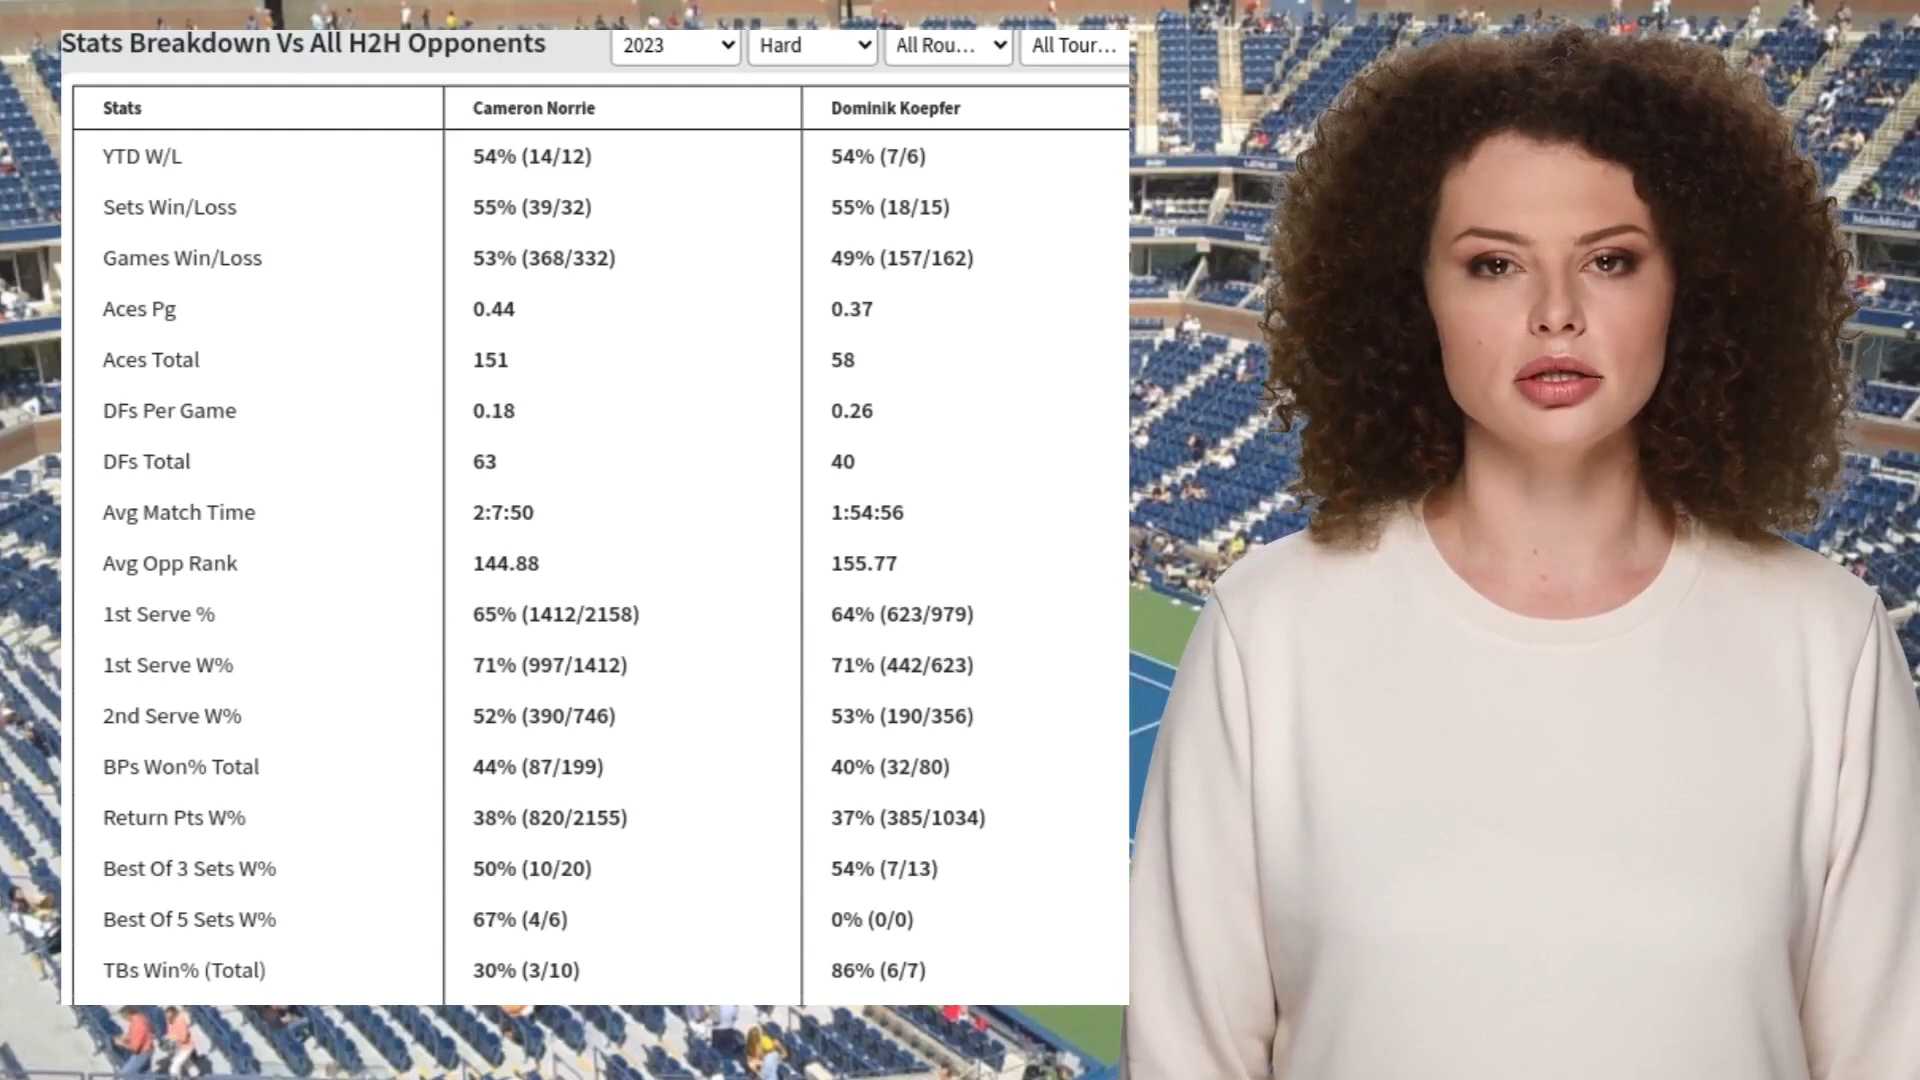 Stats Breakdown Vs All H2H Opponents 2023 Hard All Rou... All Tour...
Stats Cameron Norrie Dominik Koepfer
YTD W/L 54% (14/12) 54% (7/6)
Sets Win/Loss 55% (39/32) 55% (18/15)
Games Win/Loss 53% (368/332) 49% (157/162)
Aces Pg 0.44 0.37
Aces Total 151 58
DFs Per Game 0.18 0.26
DFs Total 63 40
Avg Match Time 2:7:50 1:54:56
Avg Opp Rank 144.88 155.77
1st Serve % 65% (1412/2158) 64% (623/979)
1st Serve W% 71% (997/1412) 71% (442/623)
2nd Serve W% 52% (390/746) 53% (190/356)
BPs Won% Total 44% (87/199) 40% (32/80)
Return Pts W% 38% (820/2155) 37% (385/1034)
Best Of 3 Sets W% 50% (10/20) 54% (7/13)
Best Of 5 Sets W% 67% (4/6) 0% (0/0)
TBs Win% (Total) 30% (3/10) 86% (6/7)
IBM